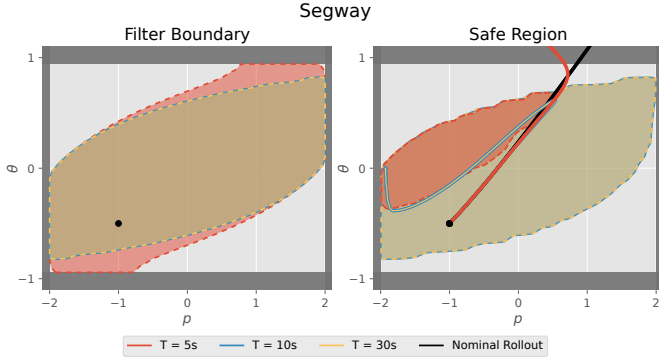 Segway
Filter Boundary
Safe Region
1
0
−1
θ
−2
−1
0
1
2
p
1
0
−1
θ
−2
−1
0
1
2
p
T = 5s
T = 10s
T = 30s
Nominal Rollout